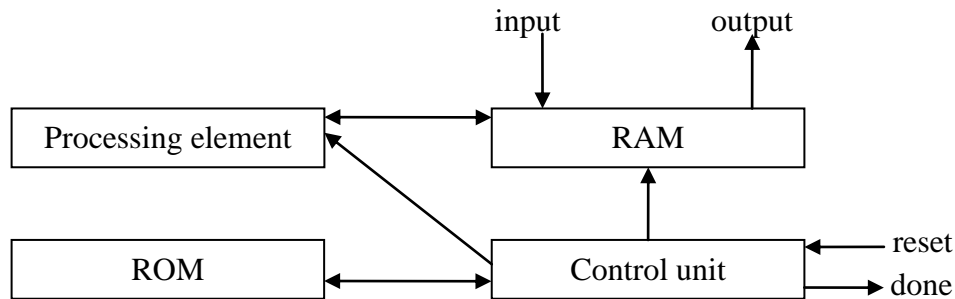 input
output
Processing element
RAM
ROM
Control unit
reset
done